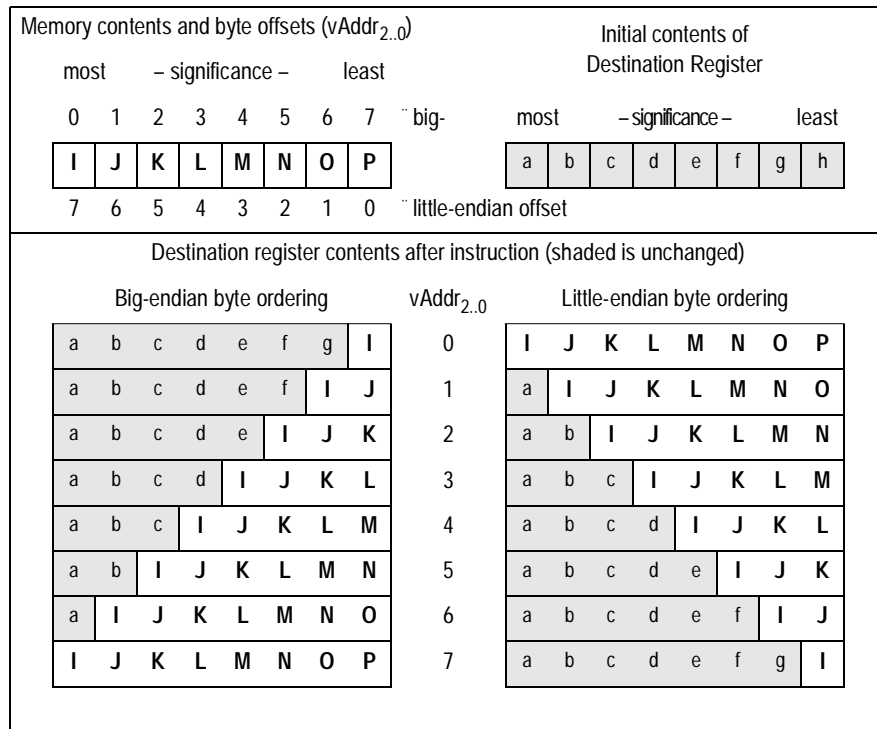 Memory contents and byte offsets (vAddr2..0)
Initial contents of
Destination Register
most – significance – least
0 1 2 3 4 5 6 7 ¨ big-
most – significance – least
I J K L M N O P
a b c d e f g h
7 6 5 4 3 2 1 0 ¨ little-endian offset
Destination register contents after instruction (shaded is unchanged)
Big-endian byte ordering vAddr2..0 Little-endian byte ordering
a b c d e f g I 0 I J K L M N O P
a b c d e f I J 1 a I J K L M N O
a b c d e I J K 2 a b I J K L M N
a b c d I J K L 3 a b c I J K L M
a b c I J K L M 4 a b c d I J K L
a b I J K L M N 5 a b c d e I J K
a I J K L M N O 6 a b c d e f I J
I J K L M N O P 7 a b c d e f g I